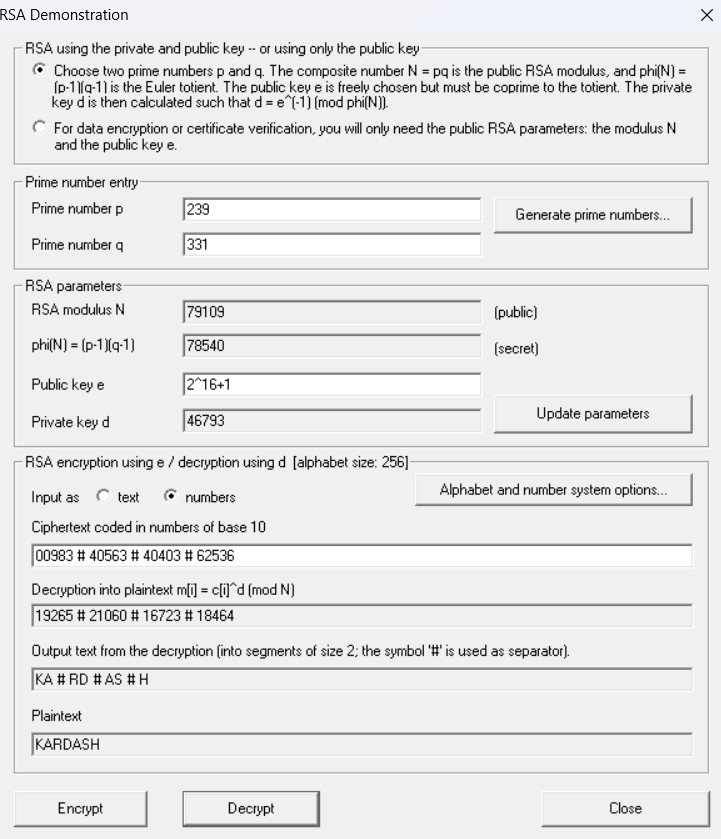 RSA Demonstration
RSA using the private and public key -- or using only the public key
Choose two prime numbers p and q. The composite number N = pq is the public RSA modulus, and phi(N) =
(p-1)(q-1) is the Euler totient. The public key e is freely chosen but must be coprime to the totient. The private
key d is then calculated such that d = e^(-1) (mod phi(N)).
For data encryption or certificate verification, you will only need the public RSA parameters: the modulus N
and the public key e.
Prime number entry
Prime number p 239 Generate prime numbers...
Prime number q 331
RSA parameters
RSA modulus N 79109 (public)
phi(N) = (p-1)(q-1) 78540 (secret)
Public key e 2^16+1
Private key d 46793 Update parameters
RSA encryption using e / decryption using d [alphabet size: 256]
Input as text numbers Alphabet and number system options...
Ciphertext coded in numbers of base 10
00983 # 40563 # 40403 # 62536
Decryption into plaintext m[i] = c[i]^d (mod N)
19265 # 21060 # 16723 # 18464
Output text from the decryption (into segments of size 2; the symbol '#' is used as separator).
KA # RD # AS # H
Plaintext
KARDASH
Encrypt Decrypt Close